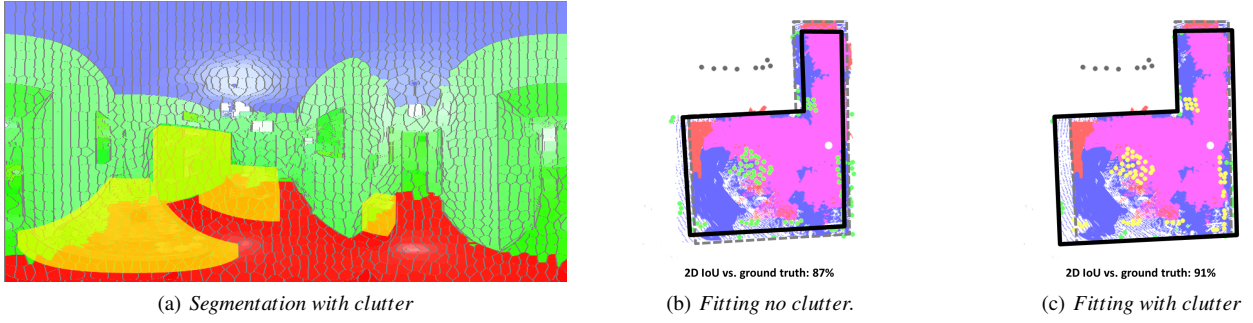 2D IoU vs. ground truth: 87%
2D IoU vs. ground truth: 91%
(a) Segmentation with clutter
(b) Fitting no clutter.
(c) Fitting with clutter